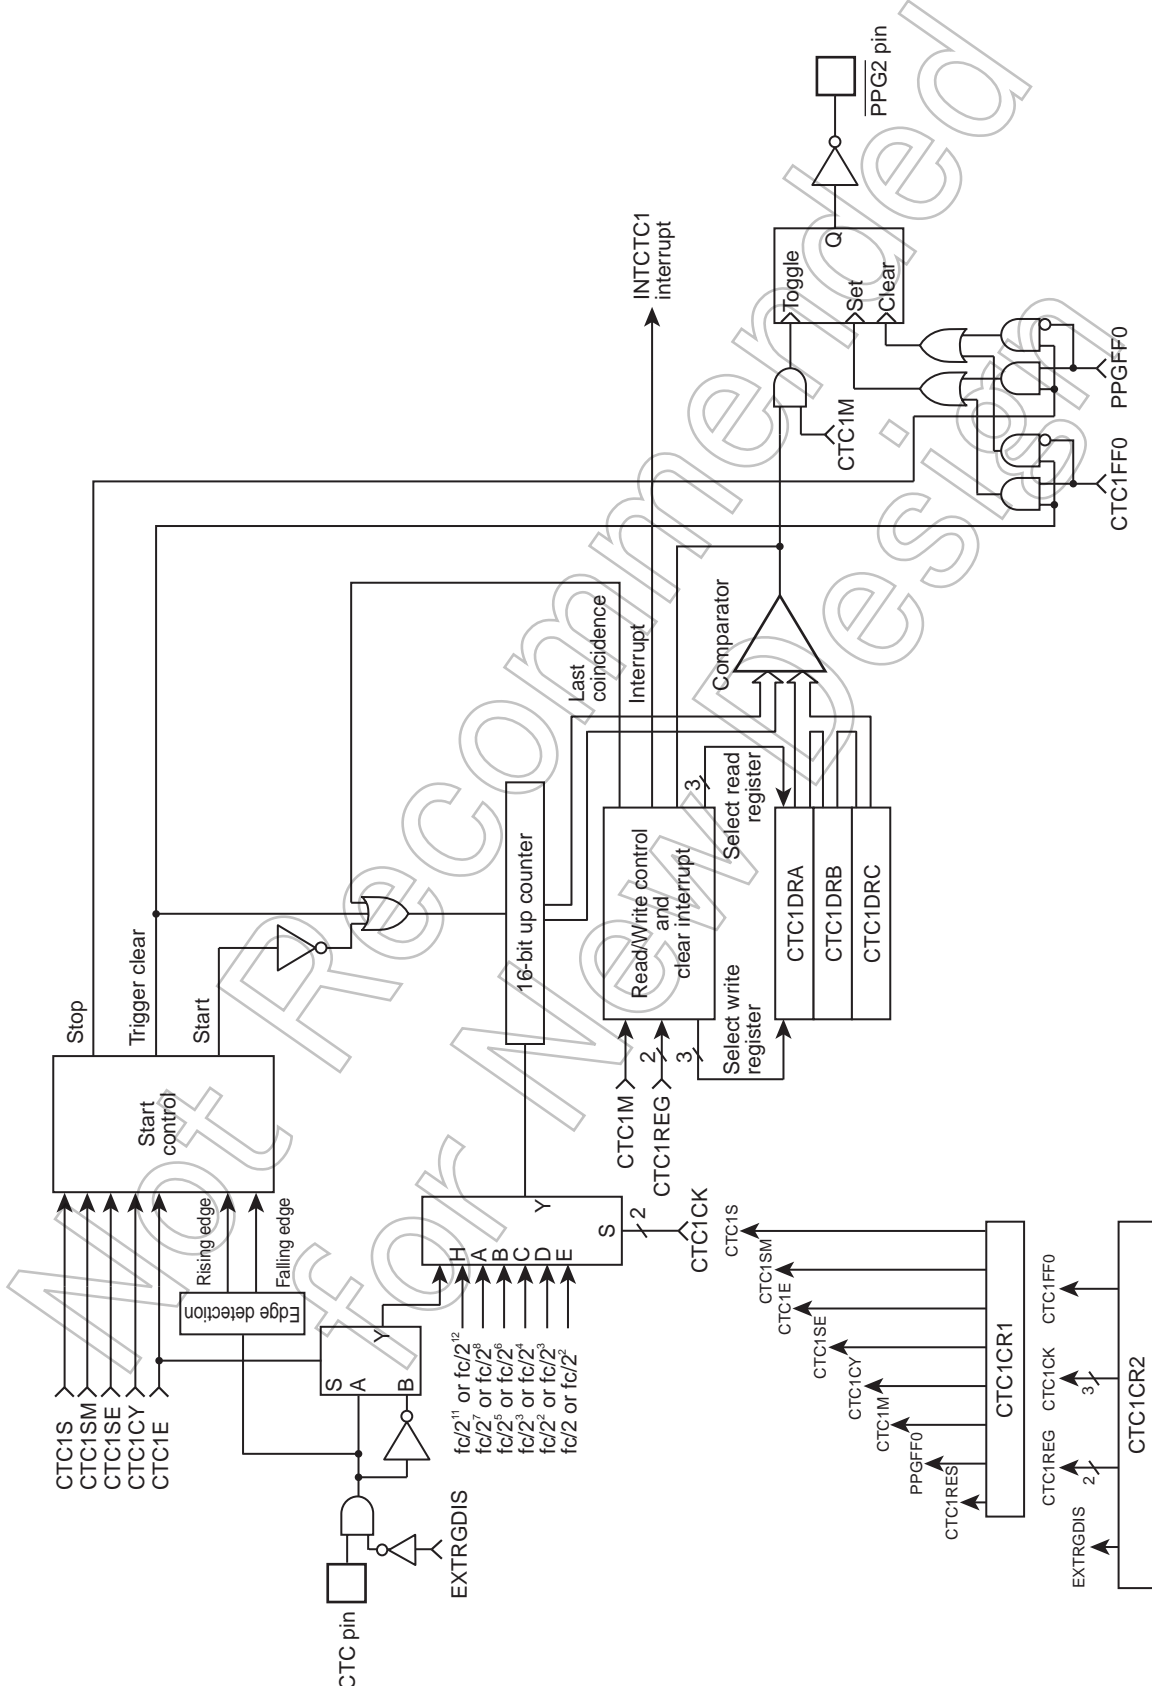 CTC1S
CTC1SM
CTC1SE
CTC1CY
CTC1E
Start
control
Stop
Trigger clear
Start
Rising edge
Falling edge
Edge detection
S
A
B
Y
CTC pin
EXTRGDIS
fc/2¹¹ or fc/2¹²
fc/2⁷ or fc/2⁸
fc/2⁵ or fc/2⁶
fc/2³ or fc/2⁴
fc/2² or fc/2³
fc/2 or fc/2²
H
A
B
C
D
E
Y
S
2
CTC1CK
16-bit up counter
CTC1M
CTC1REG
2
3
Read/Write control
and
clear interrupt
Last
coincidence
Interrupt
3
Select write
register
Select read
register
CTC1DRA
CTC1DRB
CTC1DRC
Comparator
INTCTC1
interrupt
CTC1M
Toggle
Set
Clear
Q
PPG2 pin
CTC1FF0
PPGFF0
CTC1S
CTC1SM
CTC1E
CTC1SE
CTC1CY
CTC1M
PPGFF0
CTC1RES
CTC1CR1
CTC1FF0
CTC1CK
3
CTC1REG
2
EXTRGDIS
CTC1CR2
Not Recommended
for New Design